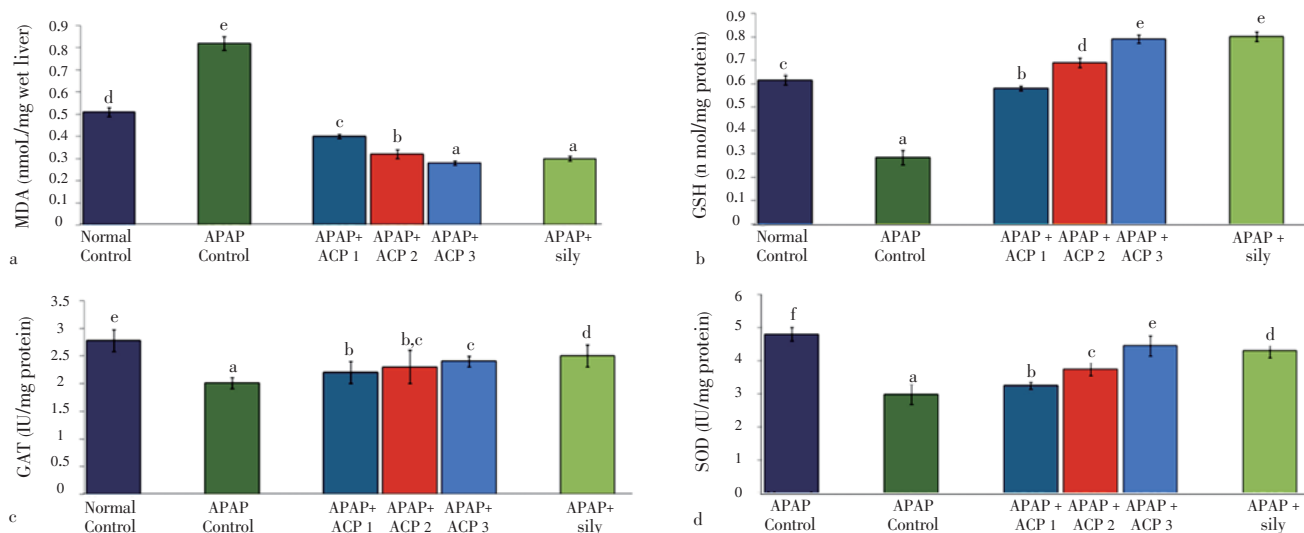 MDA (nmoL/mg wet liver)
0.9
0.8
0.7
0.6
0.5
0.4
0.3
0.2
0.1
0
d
e
c
b
a
a
Normal Control
APAP Control
APAP+ ACP 1
APAP+ ACP 2
APAP+ ACP 3
APAP+ sily
a
GSH (n mol/mg protein)
0.9
0.8
0.7
0.6
0.5
0.4
0.3
0.2
0.1
0
c
a
b
d
e
e
Normal Control
APAP Control
APAP + ACP 1
APAP + ACP 2
APAP + ACP 3
APAP + sily
b
GAT (IU/mg protein)
3.5
3
2.5
2
1.5
1
0.5
0
e
a
b
b,c
c
d
Normal Control
APAP Control
APAP+ ACP 1
APAP+ ACP 2
APAP+ ACP 3
APAP+ sily
c
SOD (IU/mg protein)
6
5
4
3
2
1
0
f
a
b
c
e
d
APAP Control
APAP Control
APAP + ACP 1
APAP + ACP 2
APAP + ACP 3
APAP + sily
d